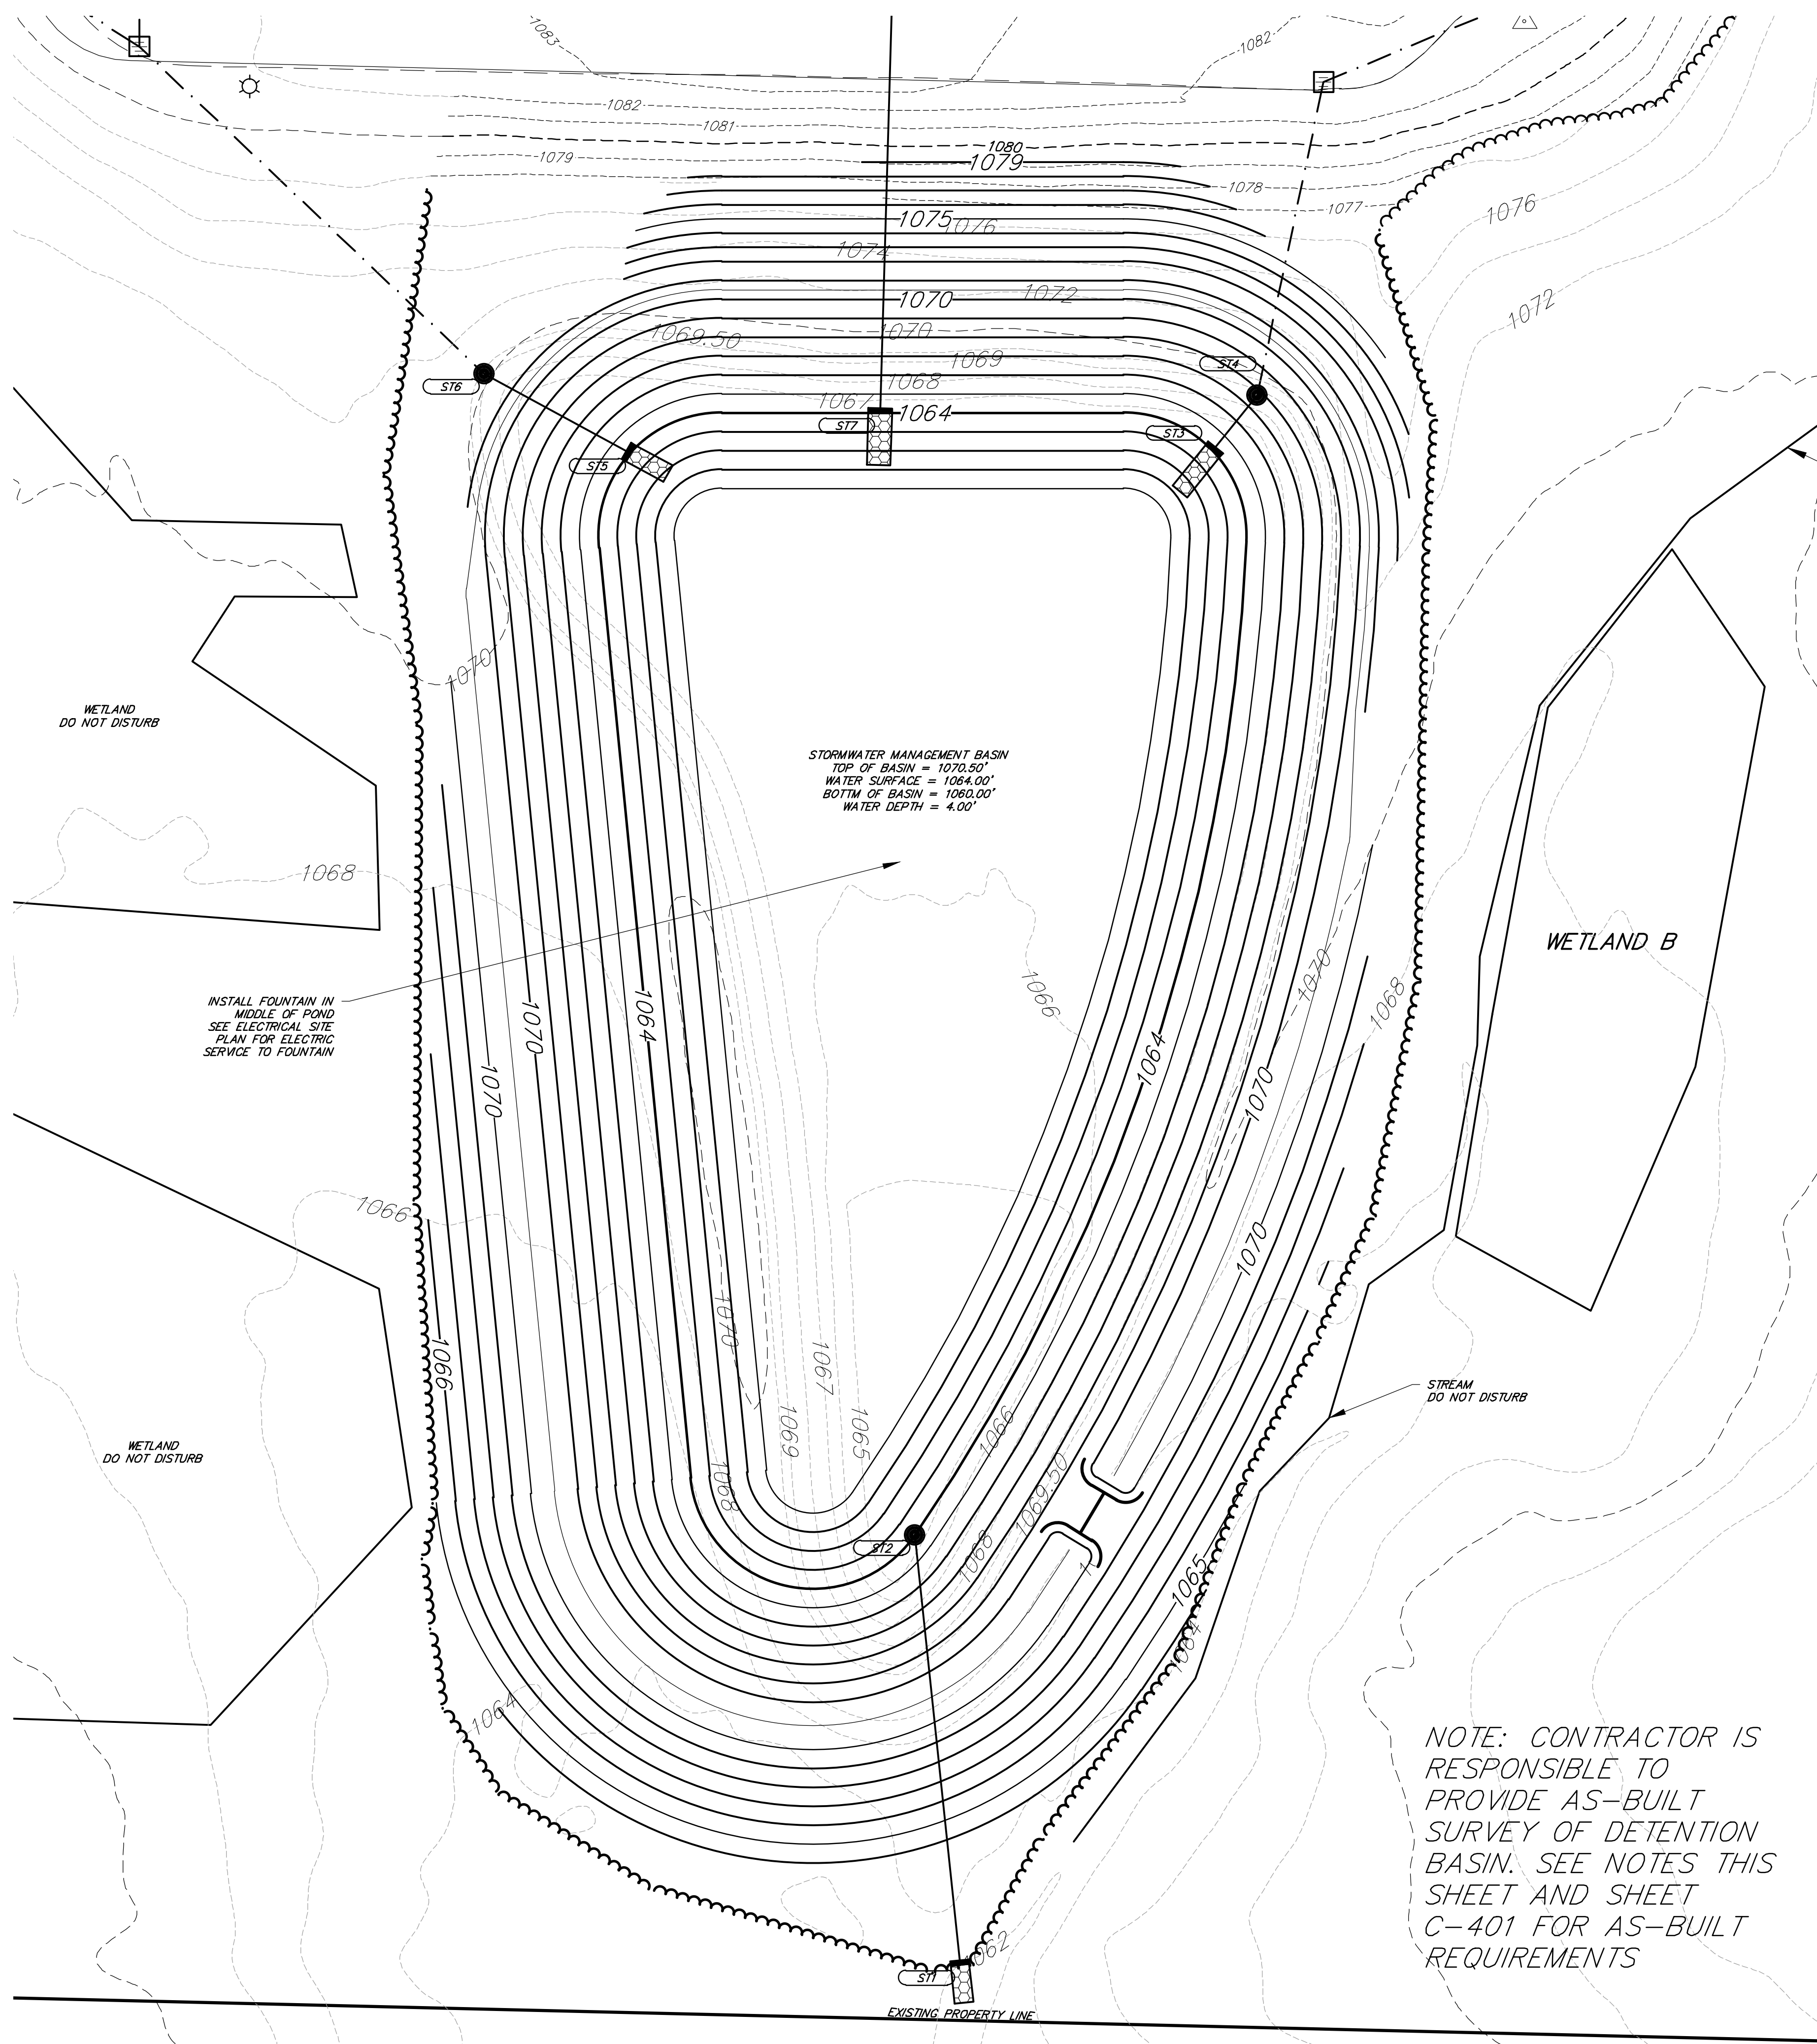 1083
1082
1082
1081
1080
1079
1079
1078
1077
1076
1075
1076
1074
1072
1072
1070
1069.50
1070
1069
1068
1067
1064
ST6
ST4
ST7
ST3
ST5
1070
WETLAND
DO NOT DISTURB
STORMWATER MANAGEMENT BASIN
TOP OF BASIN = 1070.50'
WATER SURFACE = 1064.00'
BOTTM OF BASIN = 1060.00'
WATER DEPTH = 4.00'
1068
WETLAND B
INSTALL FOUNTAIN IN
MIDDLE OF POND
SEE ELECTRICAL SITE
PLAN FOR ELECTRIC
SERVICE TO FOUNTAIN
1070
1070
1064
1066
1064
1070
1070
1068
1066
1070
1070
1066
1067
1069
1065
1068
1066
1069.50
1068
STREAM
DO NOT DISTURB
WETLAND
DO NOT DISTURB
ST2
1
1065
1064
1064
NOTE: CONTRACTOR IS
RESPONSIBLE TO
PROVIDE AS-BUILT
SURVEY OF DETENTION
BASIN. SEE NOTES THIS
SHEET AND SHEET
C-401 FOR AS-BUILT
REQUIREMENTS
1062
ST1
EXISTING PROPERTY LINE